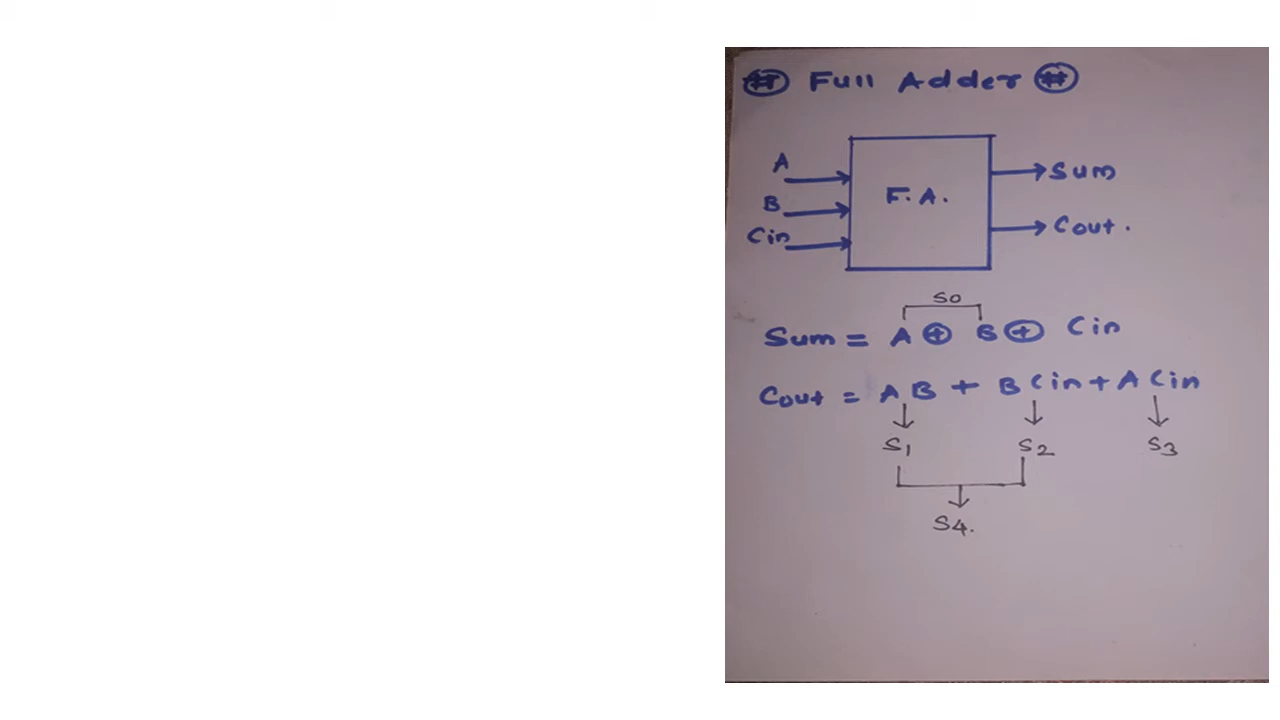 # Full Adder #
A
B
Cin
F.A.
Sum
Cout.
S0
Sum = A ⊕ B ⊕ Cin
Cout = AB + BCin + ACin
S1 S2 S3
S4.